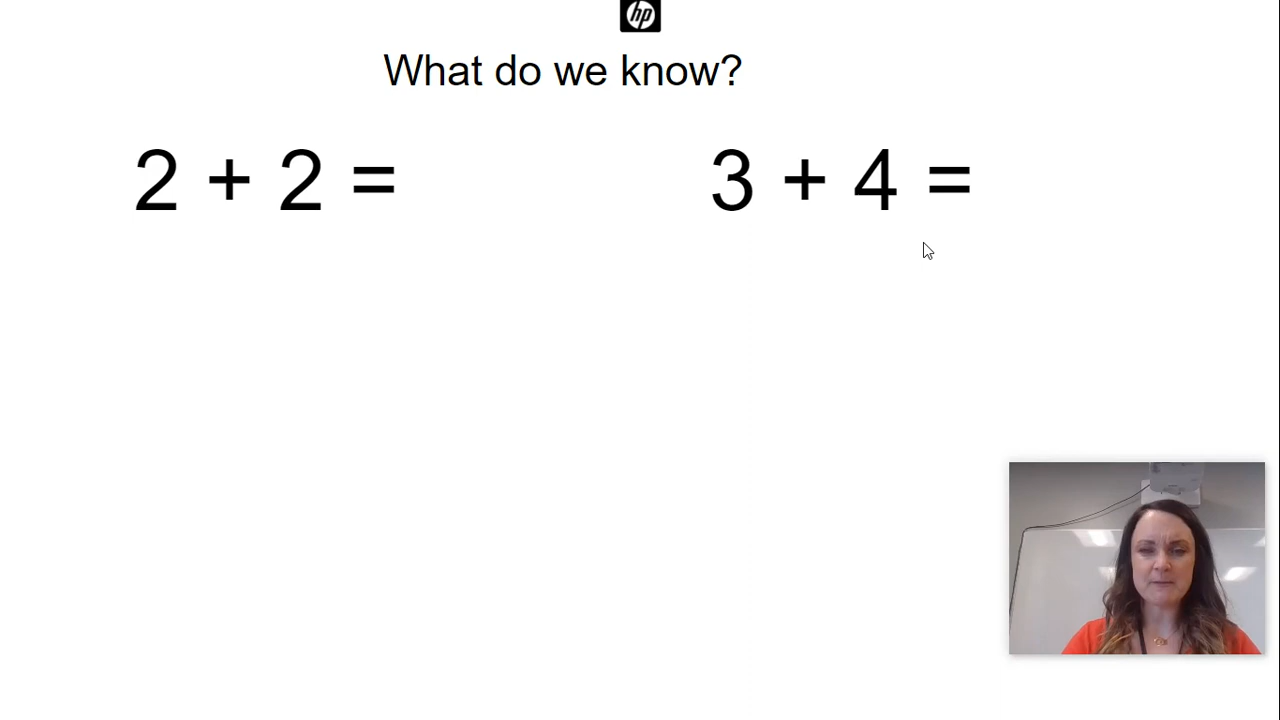 hp
What do we know?
2 + 2 =
3 + 4 =